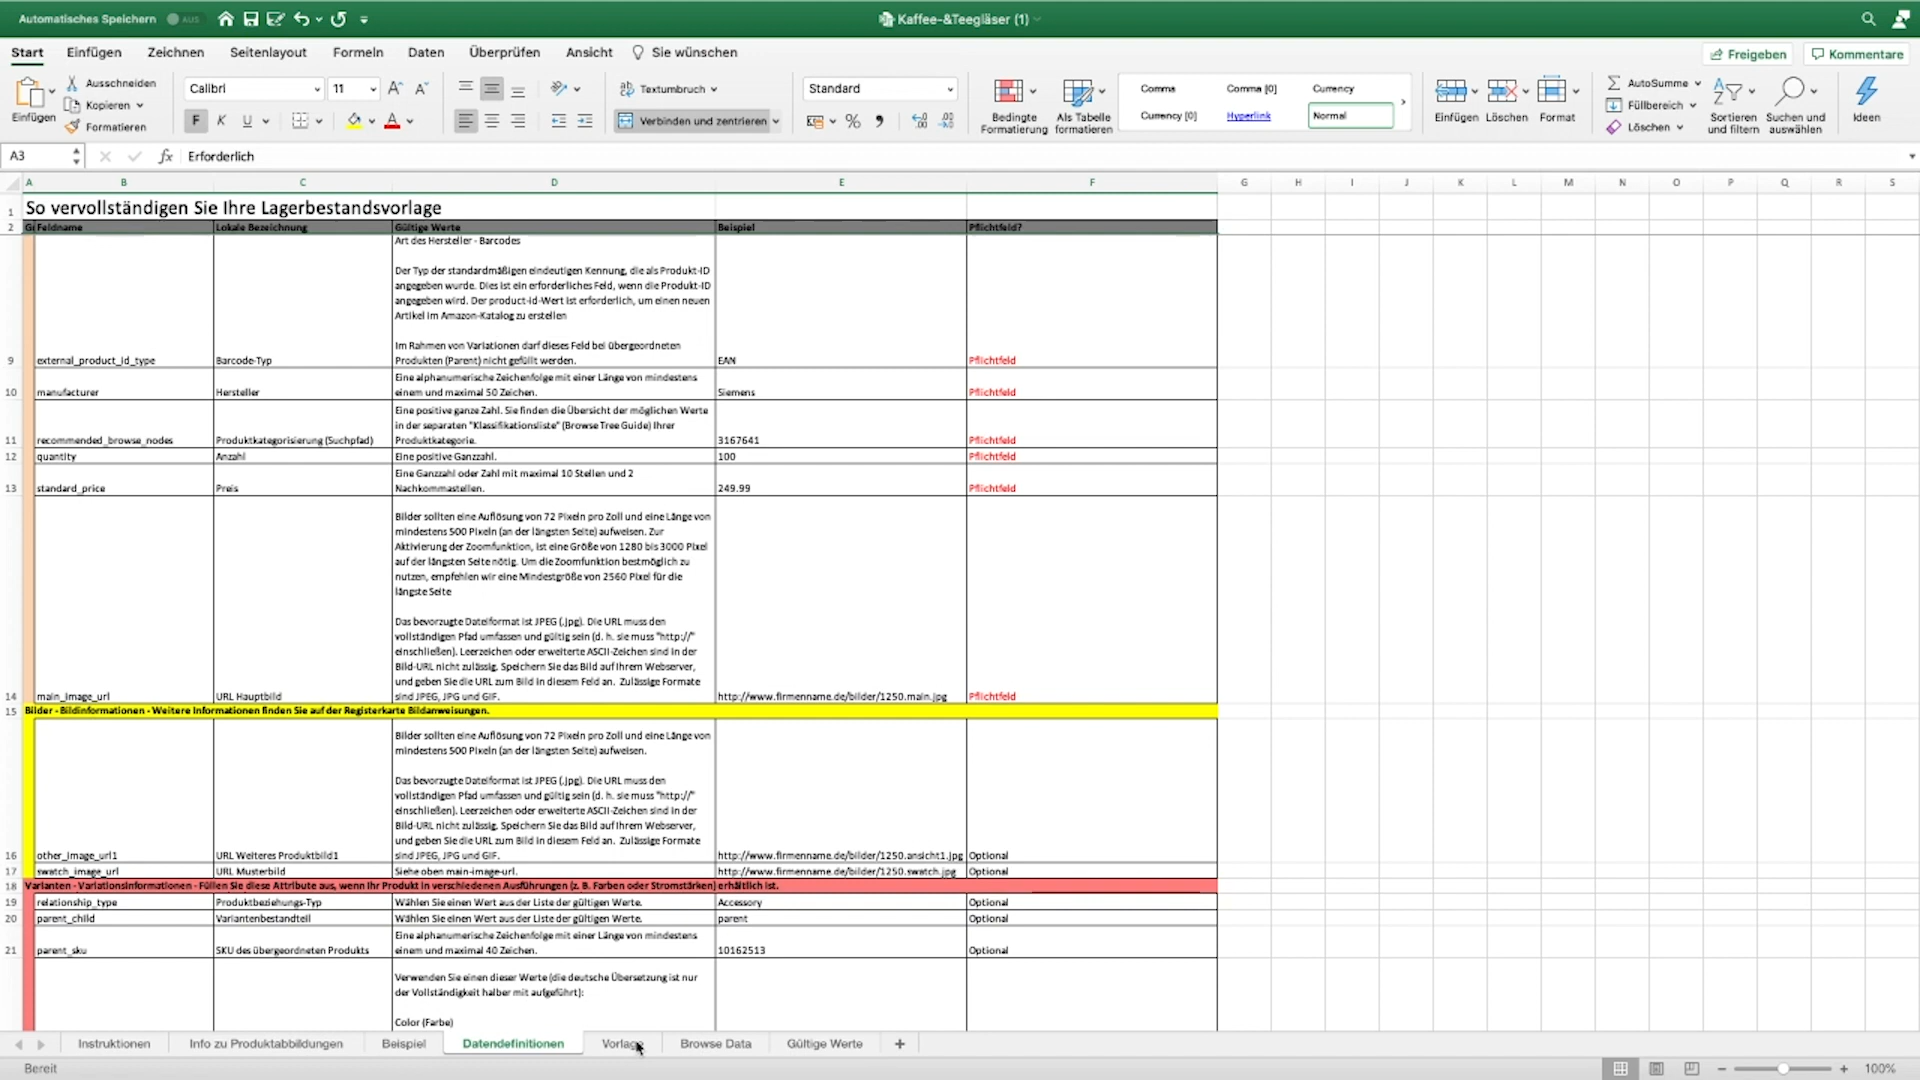 Automatisches Speichern AUS Kaffee-&Teegläser (1)
Start Einfügen Zeichnen Seitenlayout Formeln Daten Überprüfen Ansicht Sie wünschen Freigeben Kommentare
Einfügen
Ausschneiden
Kopieren
Formatieren
Calibri 11
F K U
Textumbruch
Verbinden und zentrieren
Standard
Bedingte
Formatierung
Als Tabelle
formatieren
Comma Comma [0] Currency
Currency [0] Hyperlink Normal
Einfügen Löschen Format
AutoSumme
Füllbereich
Löschen
Sortieren
und filtern
Suchen und
auswählen
Ideen
A3 fx Erforderlich
A B C D E F G H I J K L M N O P Q R S
1 So vervollständigen Sie Ihre Lagerbestandsvorlage
2 Feldname Lokale Bezeichnung Gültige Werte Beispiel Pflichtfeld?
Art des Hersteller - Barcodes
Der Typ der standardmäßigen eindeutigen Kennung, die als Produkt-ID
angegeben wurde. Dies ist ein erforderliches Feld, wenn die Produkt-ID
angegeben wird. Der product-id-Wert ist erforderlich, um einen neuen
Artikel im Amazon-Katalog zu erstellen
Im Rahmen von Variationen darf dieses Feld bei übergeordneten
9 external_product_id_type Barcode-Typ Produkten (Parent) nicht gefüllt werden. EAN Pflichtfeld
Eine alphanumerische Zeichenfolge mit einer Länge von mindestens
10 manufacturer Hersteller einem und maximal 50 Zeichen. Siemens Pflichtfeld
Eine positive ganze Zahl. Sie finden die Übersicht der möglichen Werte
in der separaten "Klassifikationsliste" (Browse Tree Guide) Ihrer
11 recommended_browse_nodes Produktkategorisierung (Suchpfad) Produktkategorie. 3167641 Pflichtfeld
12 quantity Anzahl Eine positive Ganzzahl. 100 Pflichtfeld
Eine Ganzzahl oder Zahl mit maximal 10 Stellen und 2
13 standard_price Preis Nachkommastellen. 249.99 Pflichtfeld
Bilder sollten eine Auflösung von 72 Pixeln pro Zoll und eine Länge von
mindestens 500 Pixeln (an der längsten Seite) aufweisen. Zur
Aktivierung der Zoomfunktion, ist eine Größe von 1280 bis 3000 Pixel
auf der längsten Seite nötig. Um die Zoomfunktion bestmöglich zu
nutzen, empfehlen wir eine Mindestgröße von 2560 Pixel für die
längste Seite
Das bevorzugte Dateiformat ist JPEG (.jpg). Die URL muss den
vollständigen Pfad umfassen und gültig sein (d. h. sie muss "http://"
einschließen). Leerzeichen oder erweiterte ASCII-Zeichen sind in der
Bild-URL nicht zulässig. Speichern Sie das Bild auf Ihrem Webserver,
und geben Sie die URL zum Bild in diesem Feld an. Zulässige Formate
14 main_image_url URL Hauptbild sind JPEG, JPG und GIF. http://www.firmenname.de/bilder/1250.main.jpg Pflichtfeld
15 Bilder - Bildinformationen - Weitere Informationen finden Sie auf der Registerkarte Bildanweisungen.
Bilder sollten eine Auflösung von 72 Pixeln pro Zoll und eine Länge von
mindestens 500 Pixeln (an der längsten Seite) aufweisen.
Das bevorzugte Dateiformat ist JPEG (.jpg). Die URL muss den
vollständigen Pfad umfassen und gültig sein (d. h. sie muss "http://"
einschließen). Leerzeichen oder erweiterte ASCII-Zeichen sind in der
Bild-URL nicht zulässig. Speichern Sie das Bild auf Ihrem Webserver,
und geben Sie die URL zum Bild in diesem Feld an. Zulässige Formate
16 other_image_url1 URL Weiteres Produktbild1 sind JPEG, JPG und GIF. http://www.firmenname.de/bilder/1250.ansicht1.jpg Optional
17 swatch_image_url URL Musterbild Siehe oben main-image-url. http://www.firmenname.de/bilder/1250.swatch.jpg Optional
18 Varianten - Variationsinformationen - Füllen Sie diese Attribute aus, wenn Ihr Produkt in verschiedenen Ausführungen (z. B. Farben oder Stromstärken) erhältlich ist.
19 relationship_type Produktbeziehungs-Typ Wählen Sie einen Wert aus der Liste der gültigen Werte. Accessory Optional
20 parent_child Variantenbestandteil Wählen Sie einen Wert aus der Liste der gültigen Werte. parent Optional
Eine alphanumerische Zeichenfolge mit einer Länge von mindestens
21 parent_sku SKU des übergeordneten Produkts einem und maximal 40 Zeichen. 10162513 Optional
Verwenden Sie einen dieser Werte (die deutsche Übersetzung ist nur
der Vollständigkeit halber mit aufgeführt):
Color (Farbe)
Instruktionen Info zu Produktabbildungen Beispiel Datendefinitionen Vorlage Browse Data Gültige Werte +
Bereit 100%